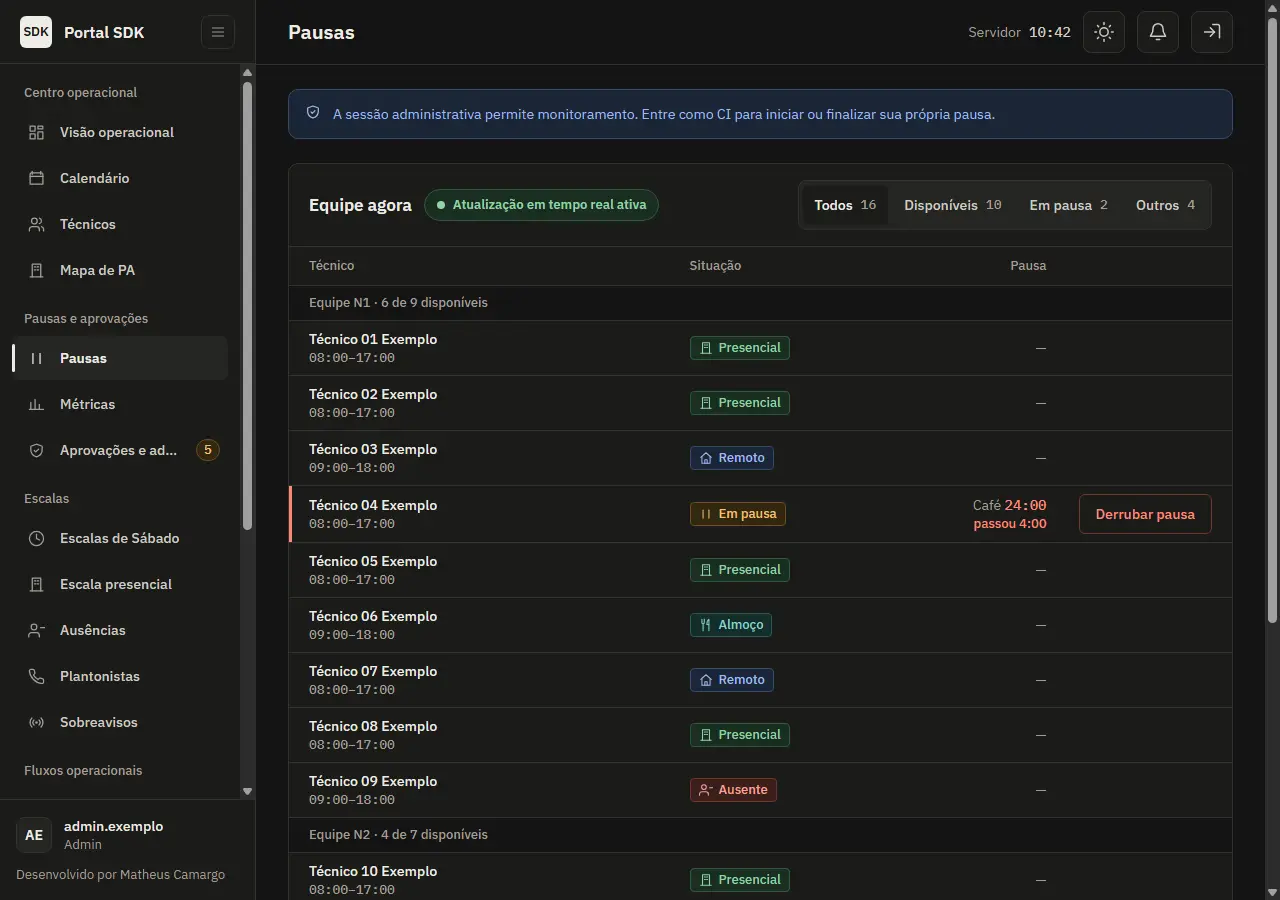 SDK Portal SDK
Centro operacional
Visão operacional
Calendário
Técnicos
Mapa de PA
Pausas e aprovações
Pausas
Métricas
Aprovações e ad... 5
Escalas
Escalas de Sábado
Escala presencial
Ausências
Plantonistas
Sobreavisos
Fluxos operacionais
AE admin.exemplo
Admin
Desenvolvido por Matheus Camargo
Pausas
Servidor 10:42
A sessão administrativa permite monitoramento. Entre como CI para iniciar ou finalizar sua própria pausa.
Equipe agora Atualização em tempo real ativa Todos 16 Disponíveis 10 Em pausa 2 Outros 4
Técnico Situação Pausa
Equipe N1 · 6 de 9 disponíveis
Técnico 01 Exemplo
08:00–17:00 Presencial —
Técnico 02 Exemplo
08:00–17:00 Presencial —
Técnico 03 Exemplo
09:00–18:00 Remoto —
Técnico 04 Exemplo
08:00–17:00 Em pausa Café 24:00
passou 4:00 Derrubar pausa
Técnico 05 Exemplo
08:00–17:00 Presencial —
Técnico 06 Exemplo
09:00–18:00 Almoço —
Técnico 07 Exemplo
08:00–17:00 Remoto —
Técnico 08 Exemplo
08:00–17:00 Presencial —
Técnico 09 Exemplo
09:00–18:00 Ausente —
Equipe N2 · 4 de 7 disponíveis
Técnico 10 Exemplo
08:00–17:00 Presencial —